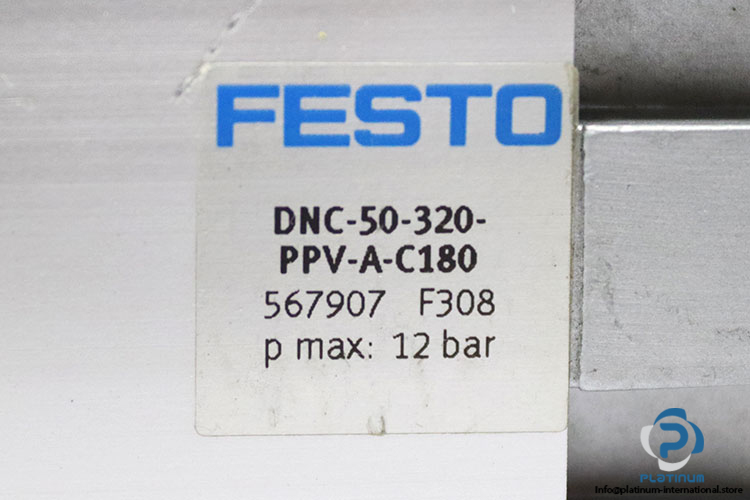 FESTO
DNC-50-320-
PPV-A-C180
567907 F308
p max: 12 bar
PLATINUM
Info@platinum-international.store